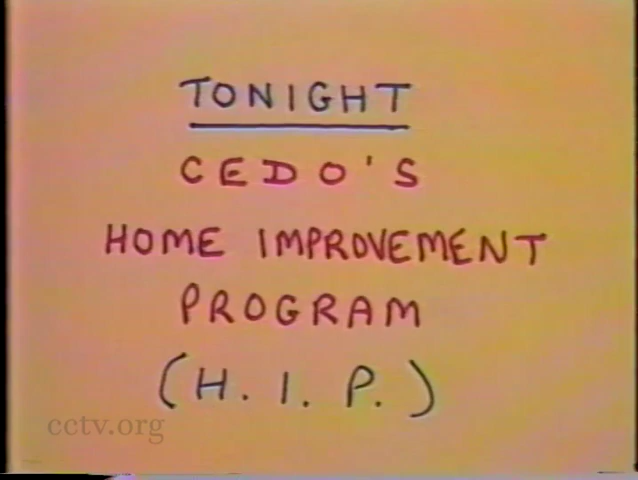 TONIGHT
CEDO'S
HOME IMPROVEMENT
PROGRAM
(H. I. P.)
cctv.org